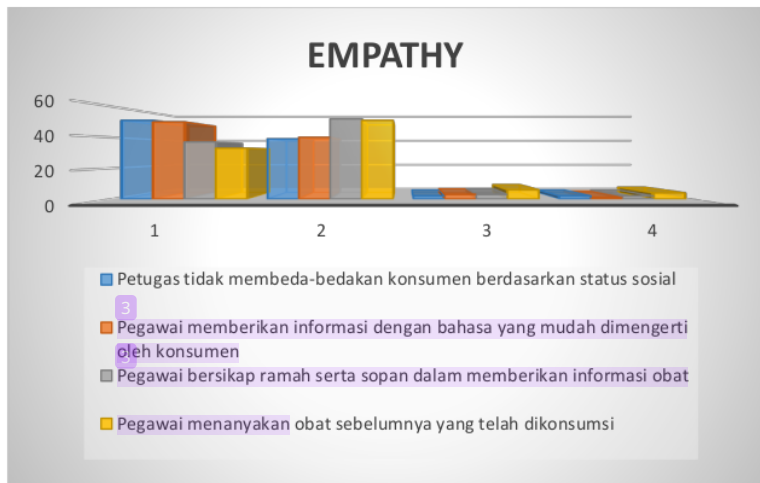 EMPATHY
60
40
20
0
1 2 3 4
Petugas tidak membeda-bedakan konsumen berdasarkan status sosial
3
Pegawai memberikan informasi dengan bahasa yang mudah dimengerti
oleh konsumen
Pegawai bersikap ramah serta sopan dalam memberikan informasi obat
Pegawai menanyakan obat sebelumnya yang telah dikonsumsi